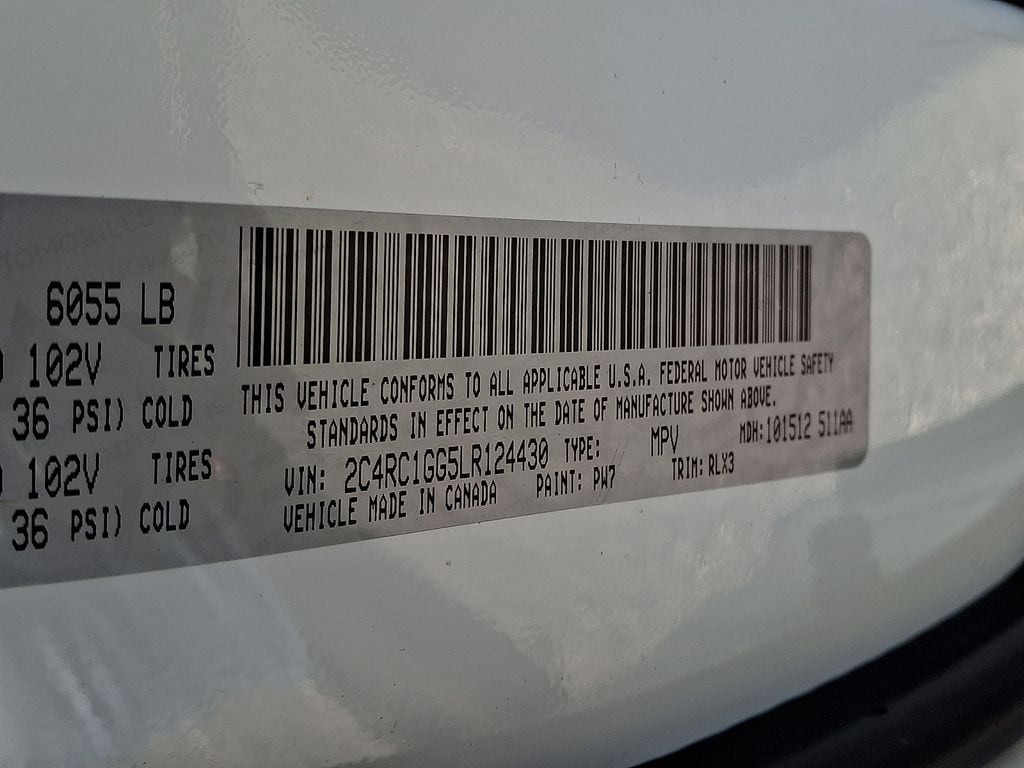 6055 LB
102V TIRES
36 PSI) COLD
102V TIRES
36 PSI) COLD
THIS VEHICLE CONFORMS TO ALL APPLICABLE U.S.A. FEDERAL MOTOR VEHICLE SAFETY
STANDARDS IN EFFECT ON THE DATE OF MANUFACTURE SHOWN ABOVE.
VIN: 2C4RC1GG5LR124430 TYPE: MPV MDH:101512 511AA
VEHICLE MADE IN CANADA PAINT: PW7 TRIM: RLX3